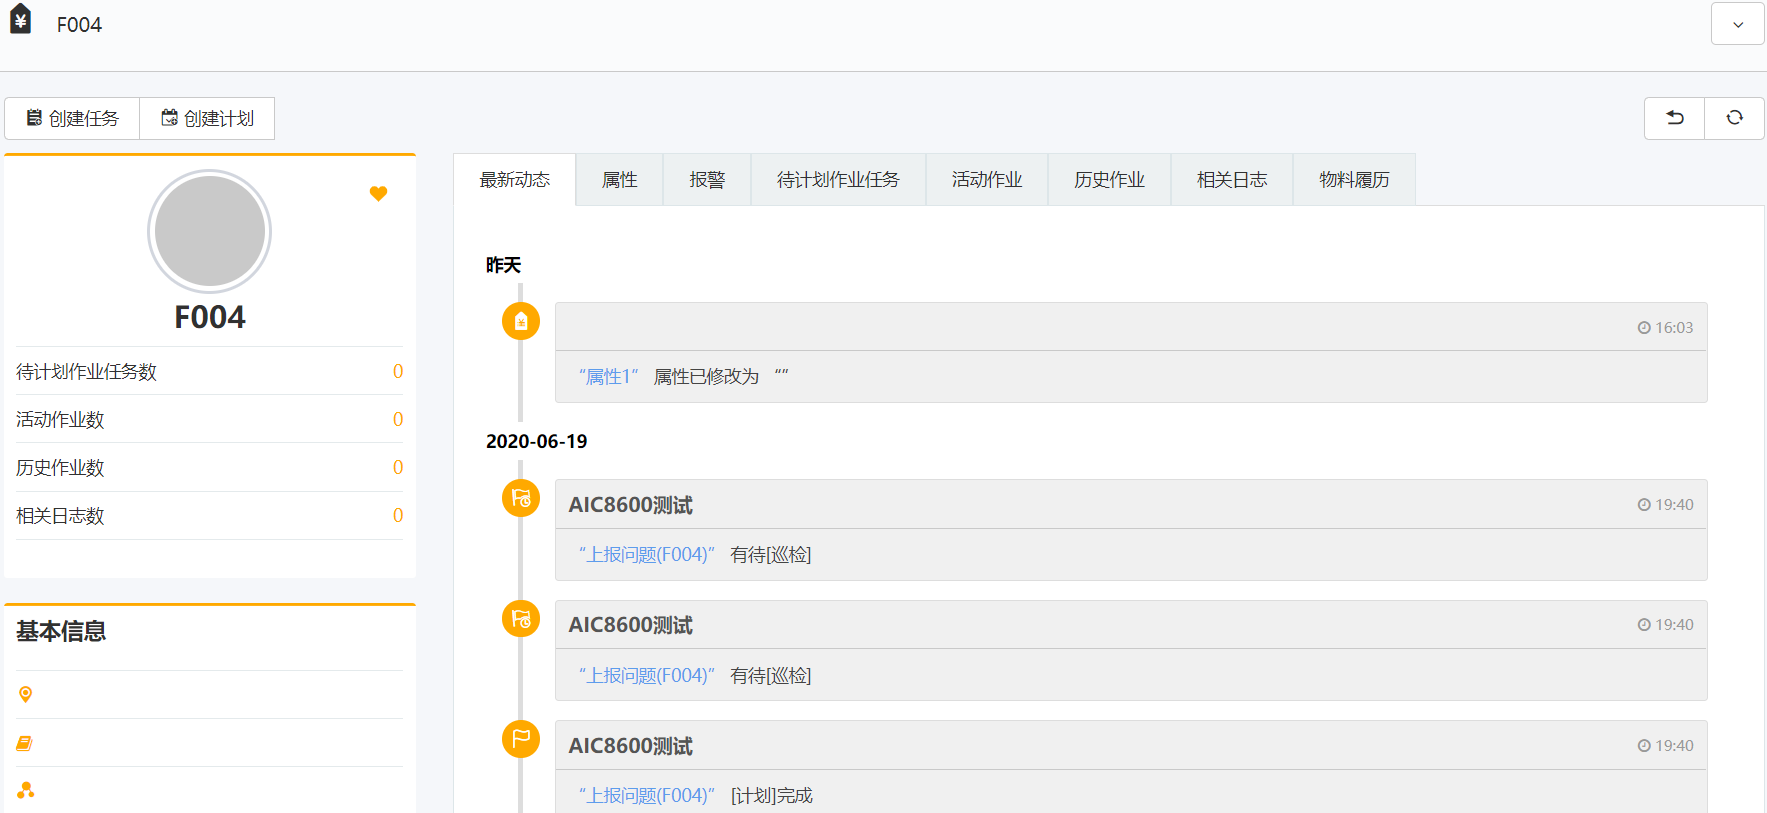 F004
创建任务 创建计划
F004
待计划作业任务数 0
活动作业数 0
历史作业数 0
相关日志数 0
基本信息
最新动态 属性 报警 待计划作业任务 活动作业 历史作业 相关日志 物料履历
昨天
16:03
“属性1” 属性已修改为 “”
2020-06-19
AIC8600测试 19:40
“上报问题(F004)” 有待[巡检]
AIC8600测试 19:40
“上报问题(F004)” 有待[巡检]
AIC8600测试 19:40
“上报问题(F004)” [计划]完成